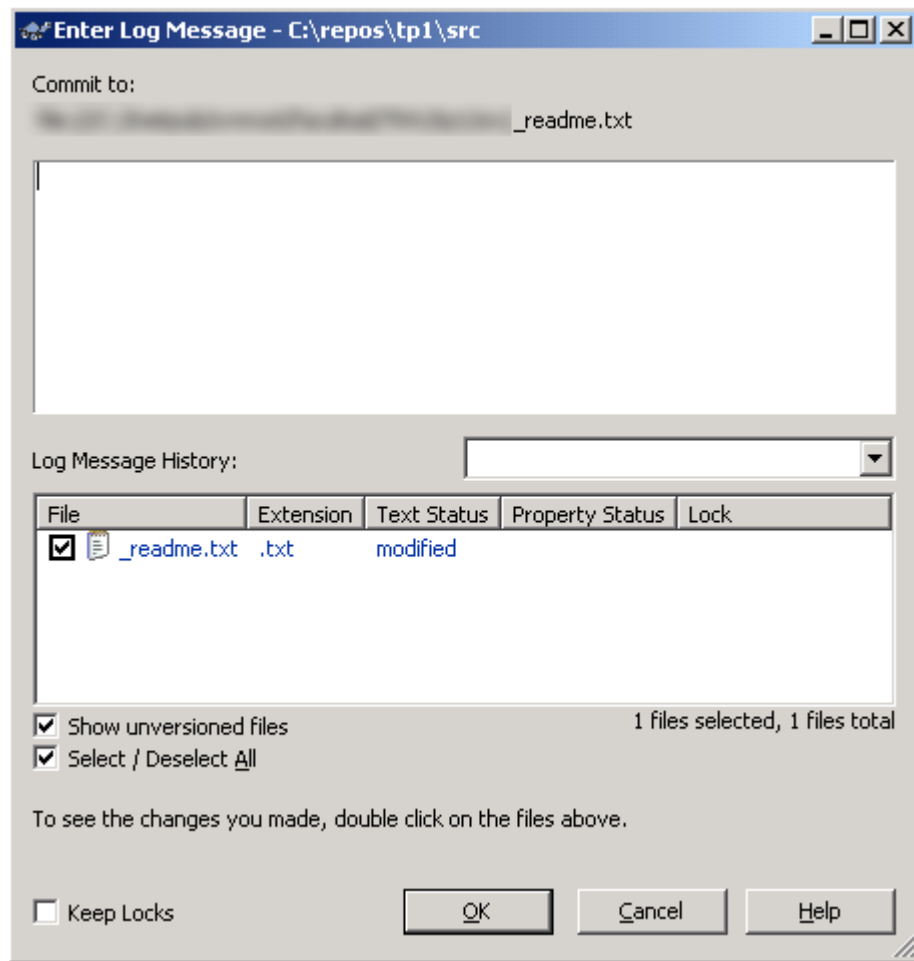 Enter Log Message - C:\repos\tp1\src
Commit to:
_readme.txt
Log Message History:
File Extension Text Status Property Status Lock
_readme.txt .txt modified
Show unversioned files 1 files selected, 1 files total
Select / Deselect All
To see the changes you made, double click on the files above.
Keep Locks OK Cancel Help